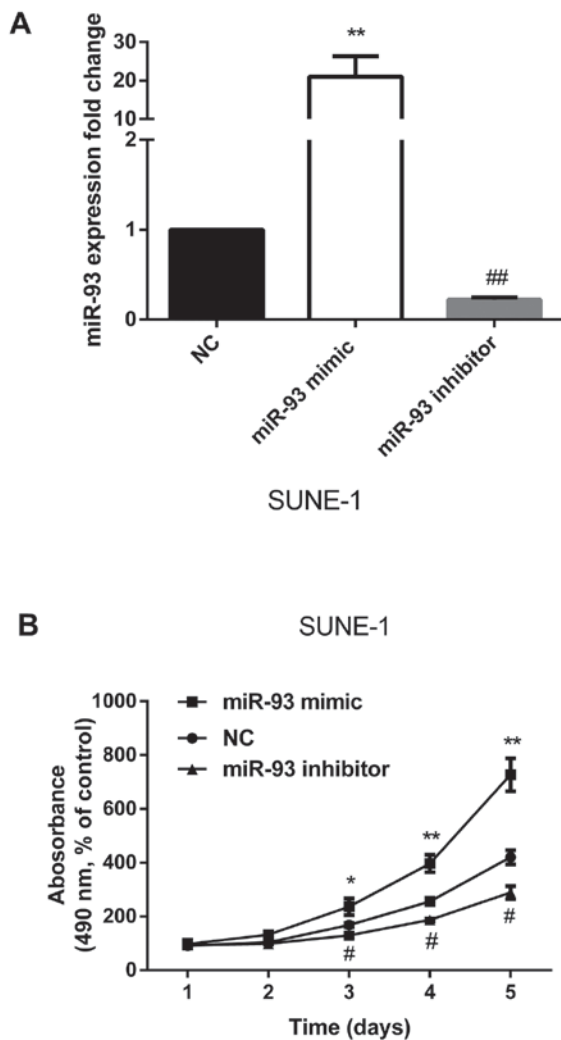 A
miR-93 expression fold change
30
20
10
2
1
0
**
##
NC
miR-93 mimic
miR-93 inhibitor
SUNE-1
B
SUNE-1
Abosorbance
(490 nm, % of control)
1000
800
600
400
200
0
miR-93 mimic
NC
miR-93 inhibitor
*
**
**
#
#
#
1 2 3 4 5
Time (days)